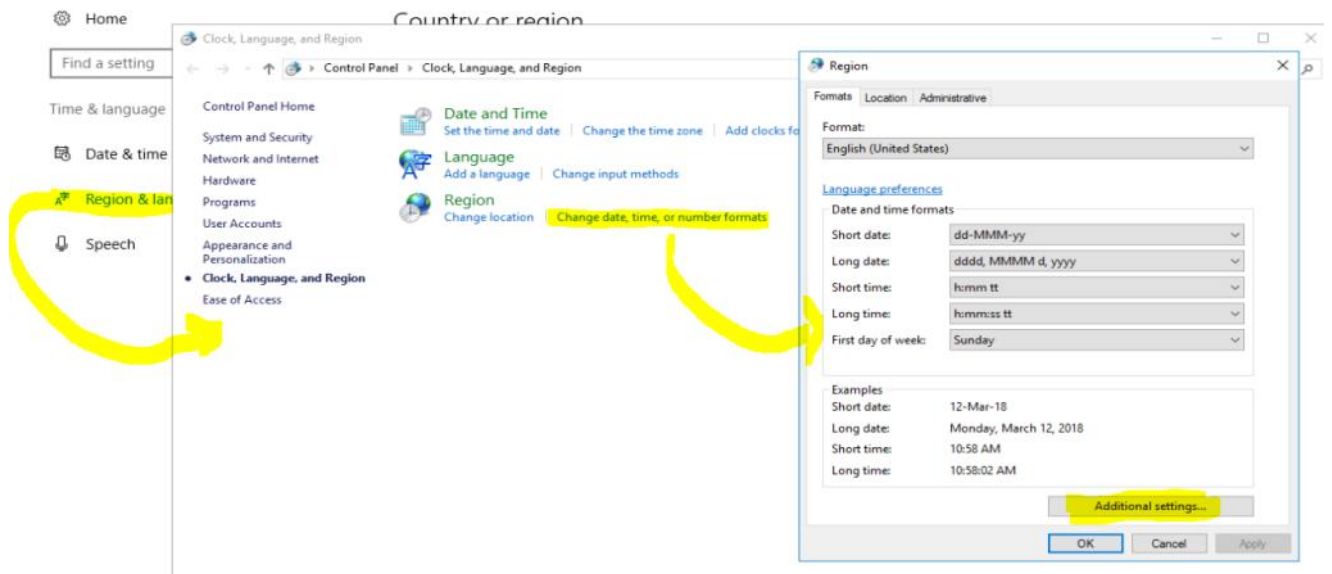 Home
Country or region
Find a setting
Time & language
Date & time
Region & lan
Speech
Clock, Language, and Region
Control Panel › Clock, Language, and Region
Control Panel Home
System and Security
Network and Internet
Hardware
Programs
User Accounts
Appearance and
Personalization
Clock, Language, and Region
Ease of Access
Date and Time
Set the time and date | Change the time zone | Add clocks fo
Language
Add a language | Change input methods
Region
Change location | Change date, time, or number formats
Region
Formats Location Administrative
Format:
English (United States)
Language preferences
Date and time formats
Short date: dd-MMM-yy
Long date: dddd, MMMM d, yyyy
Short time: h:mm tt
Long time: h:mm:ss tt
First day of week: Sunday
Examples
Short date: 12-Mar-18
Long date: Monday, March 12, 2018
Short time: 10:58 AM
Long time: 10:58:02 AM
Additional settings...
OK Cancel Apply